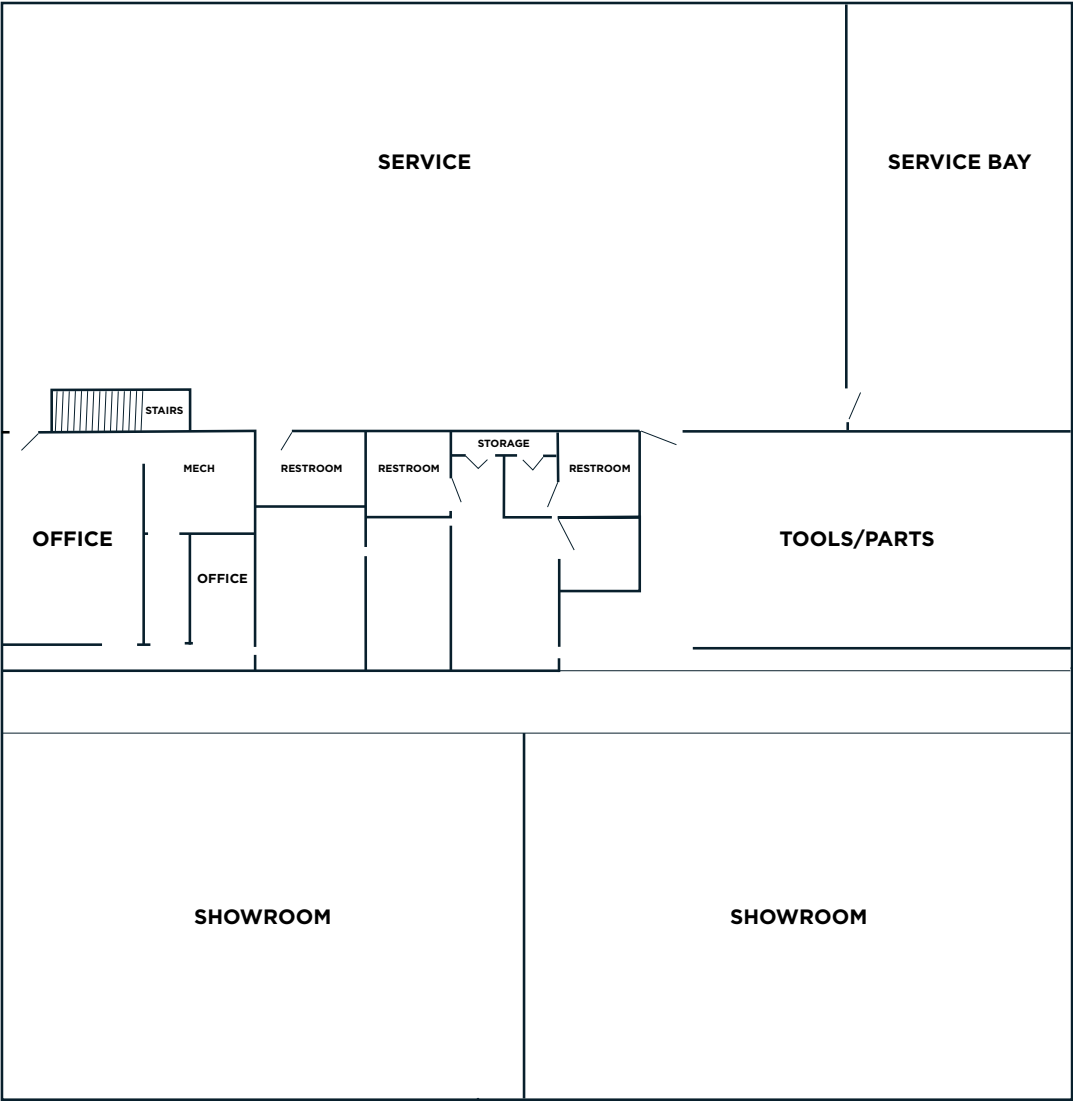 SERVICE
SERVICE BAY
STAIRS
STORAGE
MECH
RESTROOM
RESTROOM
RESTROOM
OFFICE
TOOLS/PARTS
OFFICE
SHOWROOM
SHOWROOM